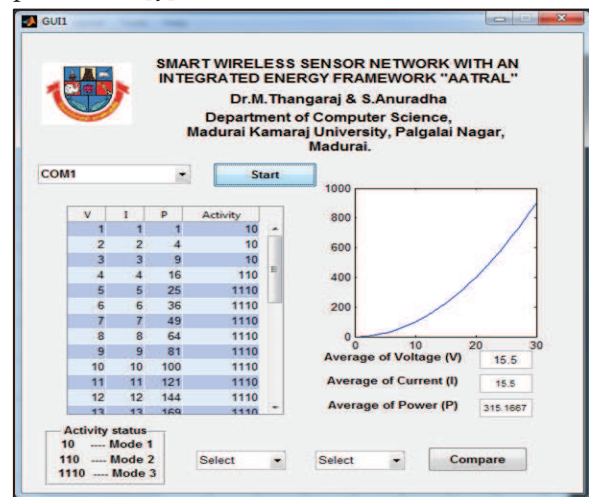 GUI1
SMART WIRELESS SENSOR NETWORK WITH AN
INTEGRATED ENERGY FRAMEWORK "AATRAL"
Dr.M.Thangaraj & S.Anuradha
Department of Computer Science,
Madurai Kamaraj University, Palgalai Nagar,
Madurai.
COM1
Start
V I P Activity
1 1 1 10
2 2 4 10
3 3 9 10
4 4 16 110
5 5 25 1110
6 6 36 1110
7 7 49 1110
8 8 64 1110
9 9 81 1110
10 10 100 1110
11 11 121 1110
12 12 144 1110
13 13 169 1110
1000
800
600
400
200
0
0 10 20 30
Average of Voltage (V) 15.5
Average of Current (I) 15.5
Average of Power (P) 315.1667
Activity status
10 ---- Mode 1
110 ---- Mode 2
1110 ---- Mode 3
Select
Select
Compare